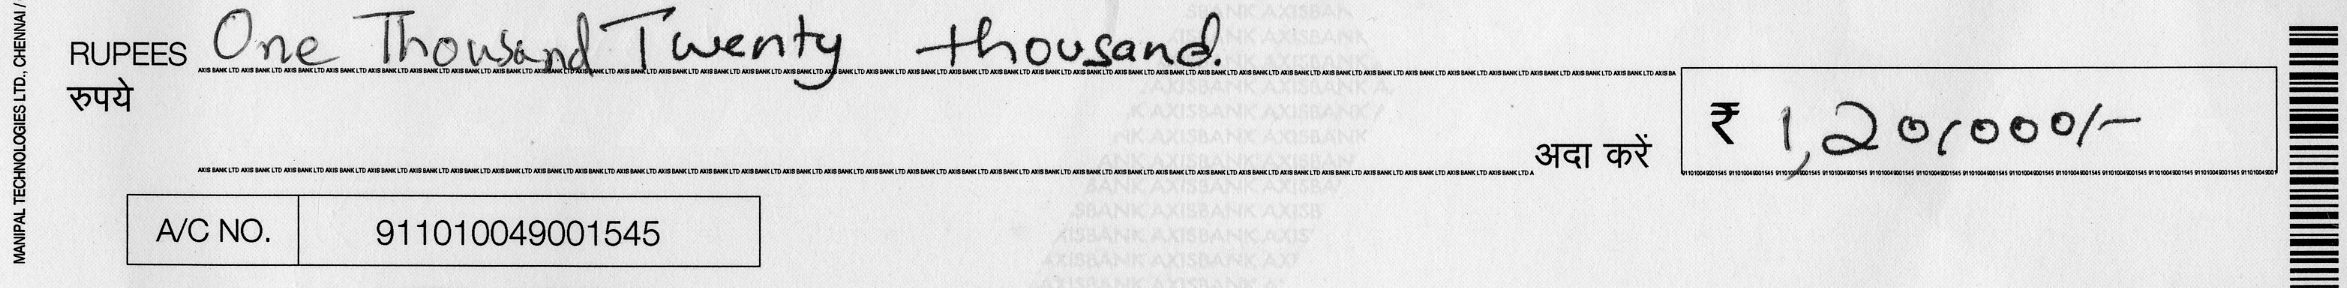 MANIPAL TECHNOLOGIES LTD., CHENNAI /
RUPEES One Thousand Twenty thousand.
रुपये
अदा करें ₹ 1,20,000/-
A/C NO. 911010049001545